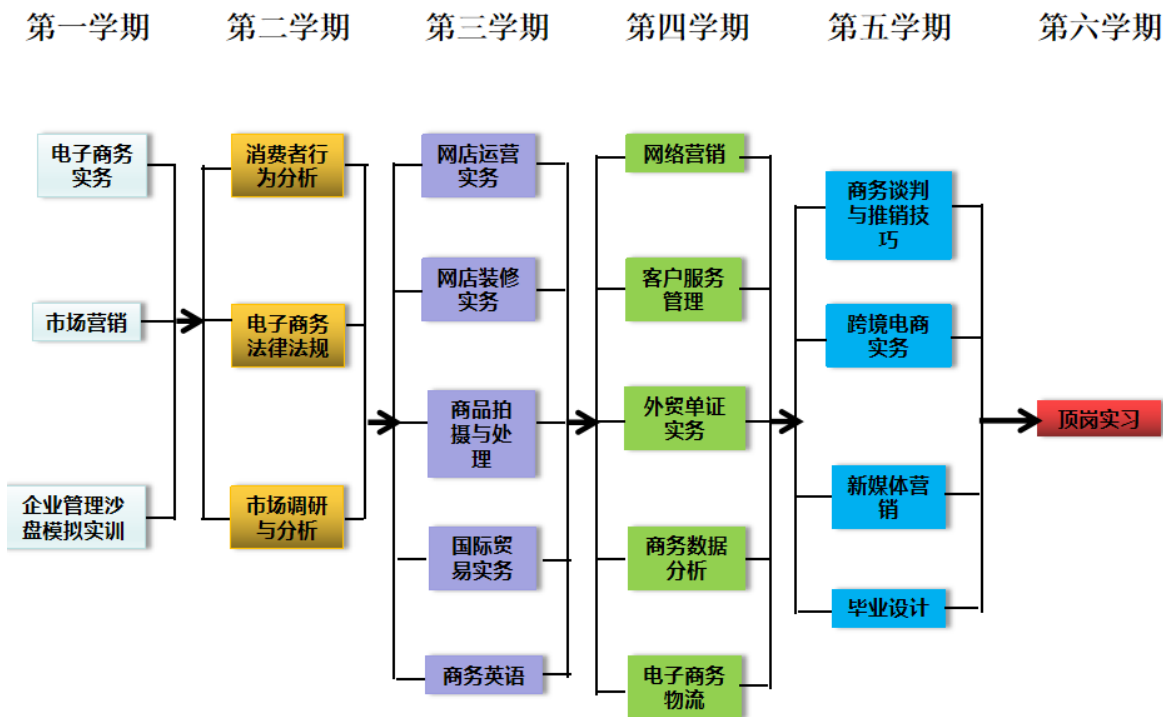 第一学期 第二学期 第三学期 第四学期 第五学期 第六学期
电子商务
实务
市场营销
企业管理沙
盘模拟实训
消费者行
为分析
电子商务
法律法规
市场调研
与分析
网店运营
实务
网店装修
实务
商品拍
摄与处
理
国际贸
易实务
商务英语
网络营销
客户服务
管理
外贸单证
实务
商务数据
分析
电子商务
物流
商务谈判
与推销技
巧
跨境电商
实务
新媒体营
销
毕业设计
顶岗实习